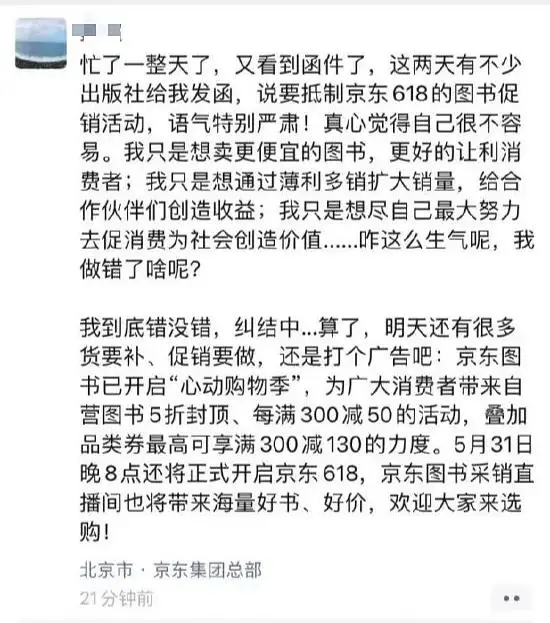 忙了一整天了，又看到函件了，这两天有不少
出版社给我发函，说要抵制京东618的图书促
销活动，语气特别严肃！真心觉得自己很不容
易。我只是想卖更便宜的图书，更好的让利消
费者；我只是想通过薄利多销扩大销量，给合
作伙伴们创造收益；我只是想尽自己最大努力
去促消费为社会创造价值......咋这么生气呢，我
做错了啥呢？
我到底错没错，纠结中...算了，明天还有很多
货要补、促销要做，还是打个广告吧：京东图
书已开启“心动购物季”，为广大消费者带来自
营图书5折封顶、每满300减50的活动，叠加
品类券最高可享满300减130的力度。5月31日
晚8点还将正式开启京东618，京东图书采销直
播间也将带来海量好书、好价，欢迎大家来选
购！
北京市·京东集团总部
21分钟前